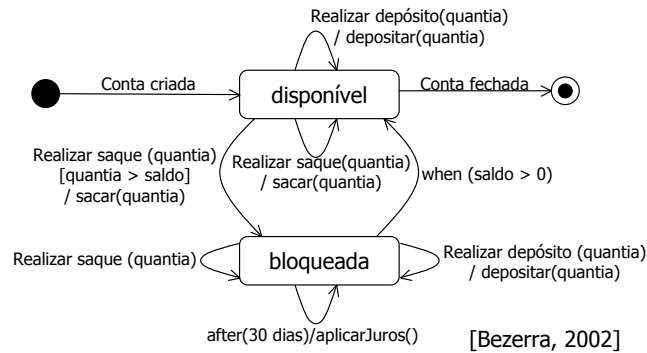 Realizar depósito(quantia)
/ depositar(quantia)
Conta criada
disponível
Conta fechada
Realizar saque (quantia)
[quantia > saldo]
/ sacar(quantia)
Realizar saque(quantia)
/ sacar(quantia)
when (saldo > 0)
Realizar saque (quantia)
bloqueada
Realizar depósito (quantia)
/ depositar(quantia)
after(30 dias)/aplicarJuros()
[Bezerra, 2002]